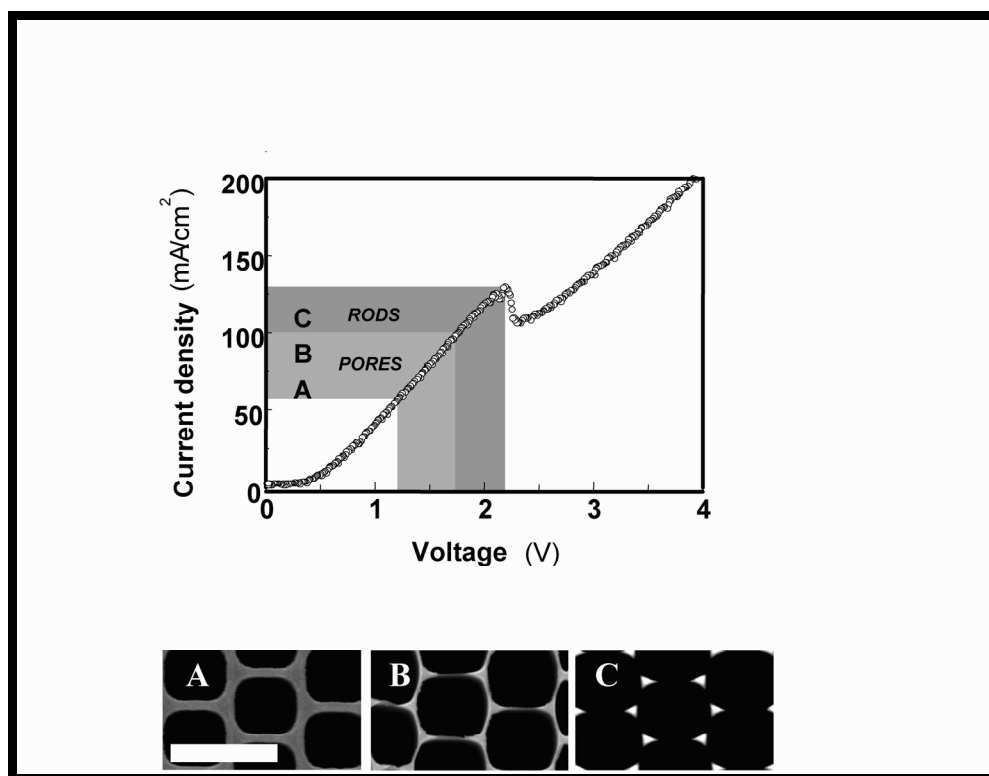 200
150
100
50
0
Current density (mA/cm²)
C RODS
B
PORES
A
0 1 2 3 4
Voltage (V)
A B C